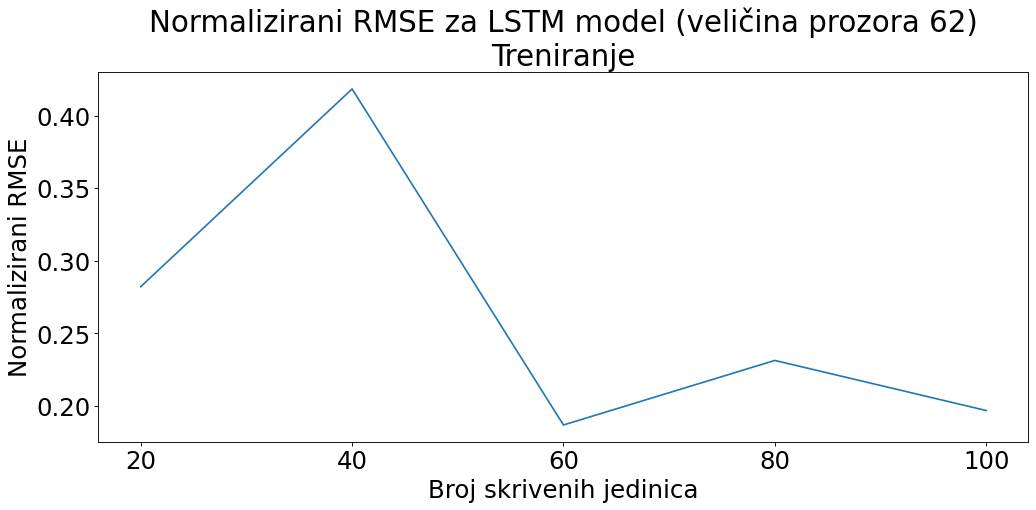 Normalizirani RMSE za LSTM model (veličina prozora 62)
Treniranje
Normalizirani RMSE
0.40
0.35
0.30
0.25
0.20
20 40 60 80 100
Broj skrivenih jedinica